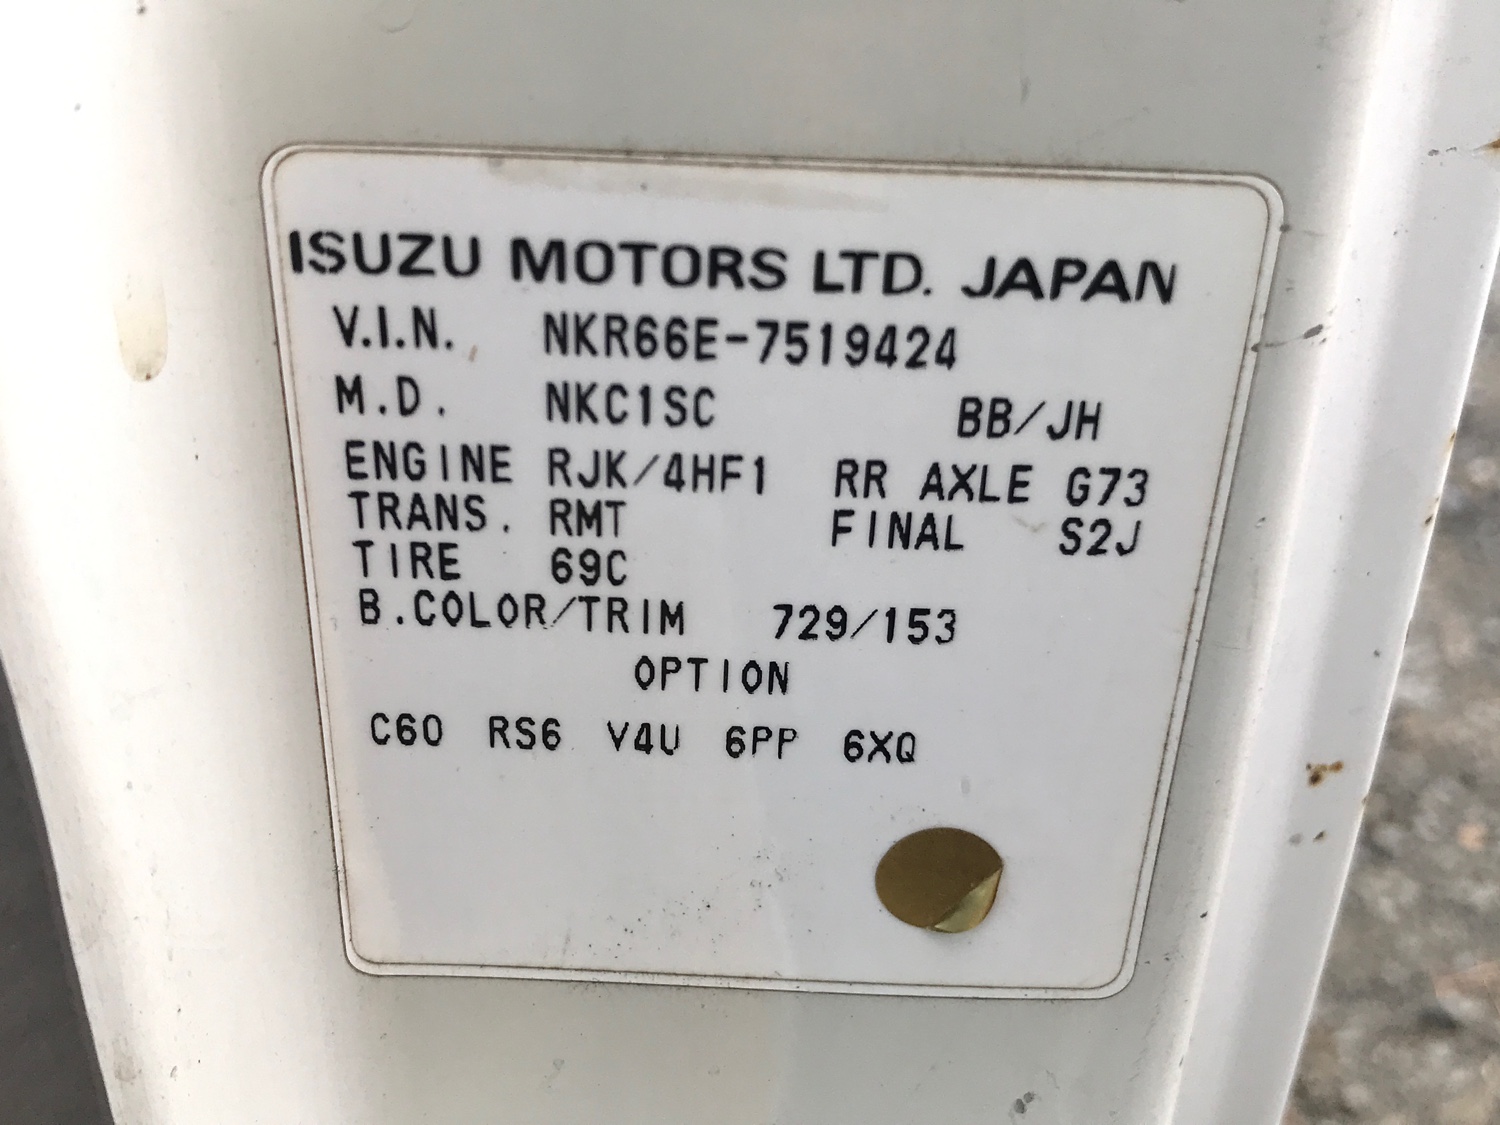 ISUZU MOTORS LTD. JAPAN
V.I.N. NKR66E-7519424
M.D. NKC1SC BB/JH
ENGINE RJK/4HF1 RR AXLE G73
TRANS. RMT FINAL S2J
TIRE 69C
B.COLOR/TRIM 729/153
OPTION
C60 RS6 V4U 6PP 6XQ